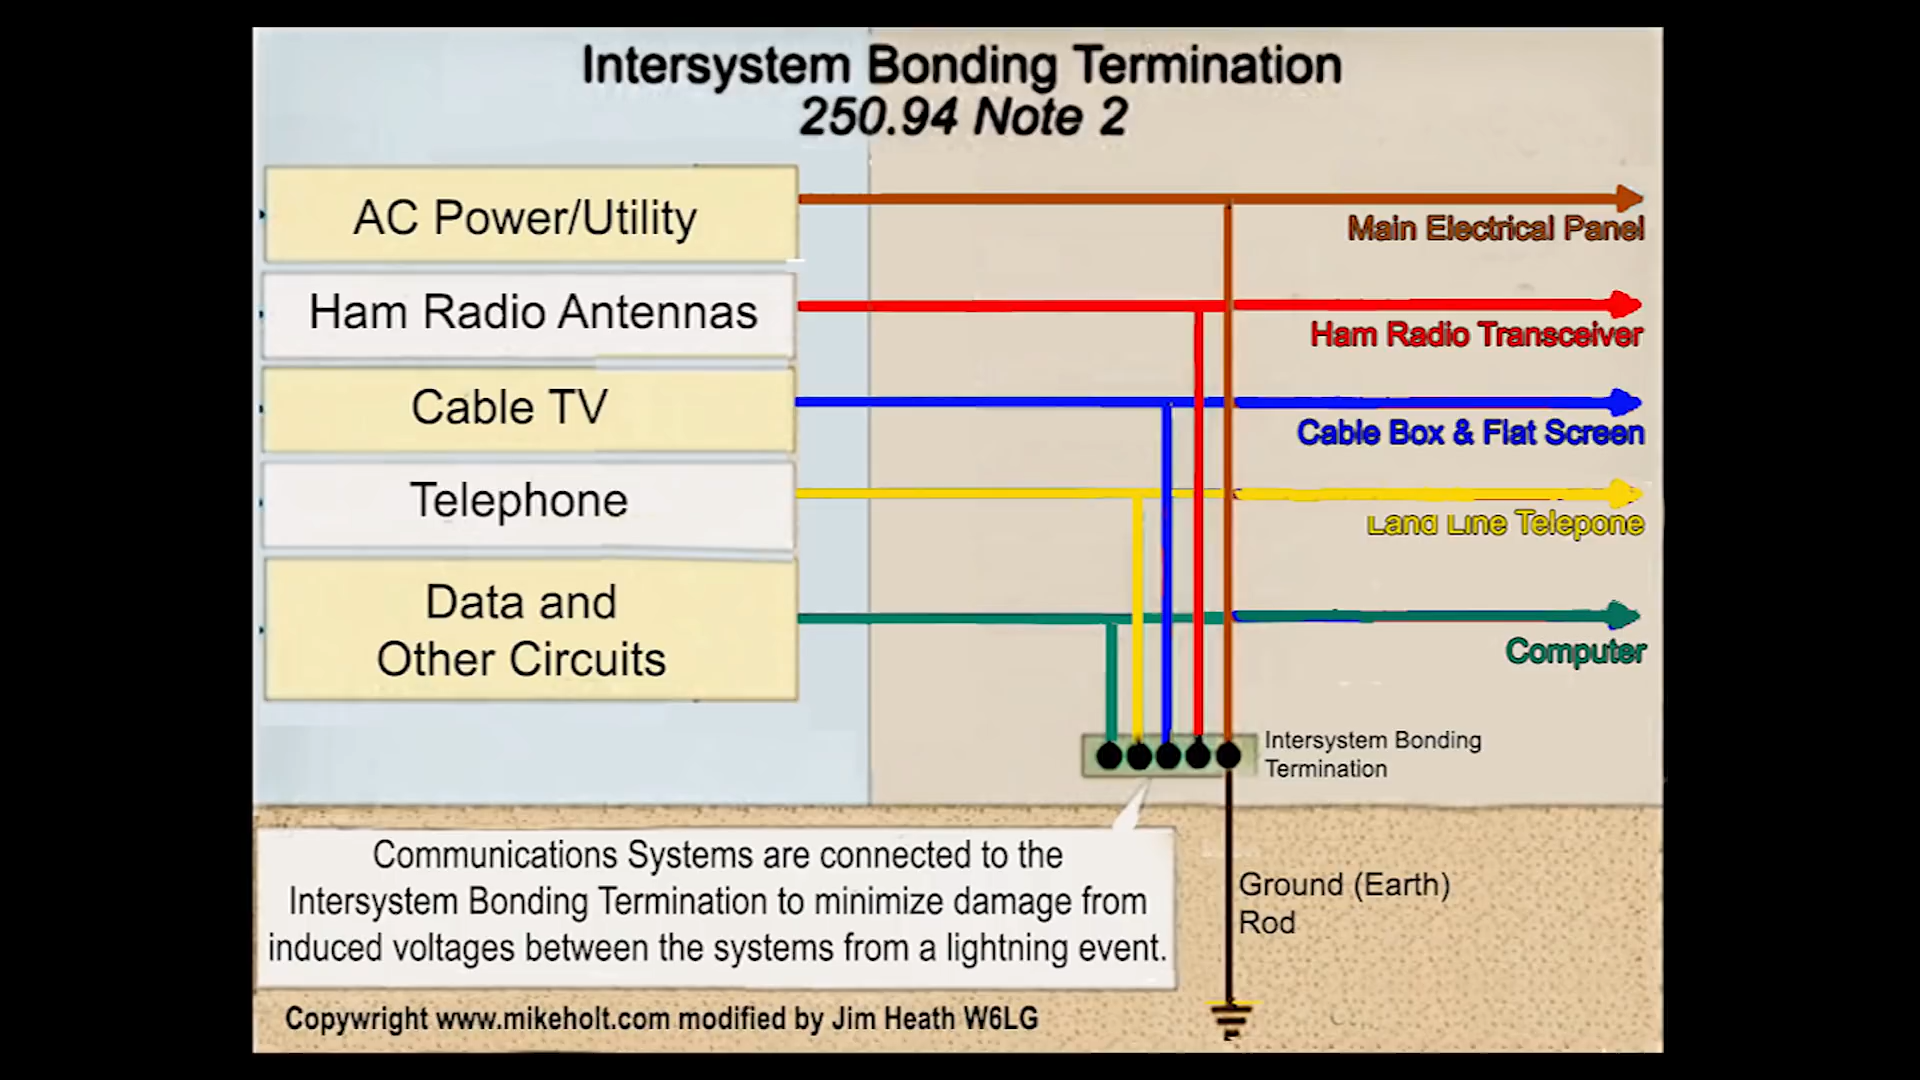 Intersystem Bonding Termination
250.94 Note 2
AC Power/Utility
Main Electrical Panel
Ham Radio Antennas
Ham Radio Transceiver
Cable TV
Cable Box & Flat Screen
Telephone
Land Line Telepone
Data and
Other Circuits
Computer
Intersystem Bonding
Termination
Communications Systems are connected to the
Intersystem Bonding Termination to minimize damage from
induced voltages between the systems from a lightning event.
Ground (Earth)
Rod
Copywright www.mikeholt.com modified by Jim Heath W6LG